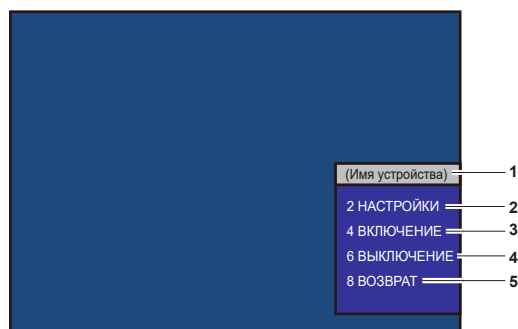 (Имя устройства) 1
2 НАСТРОЙКИ 2
4 ВКЛЮЧЕНИЕ 3
6 ВЫКЛЮЧЕНИЕ 4
8 ВОЗВРАТ 5